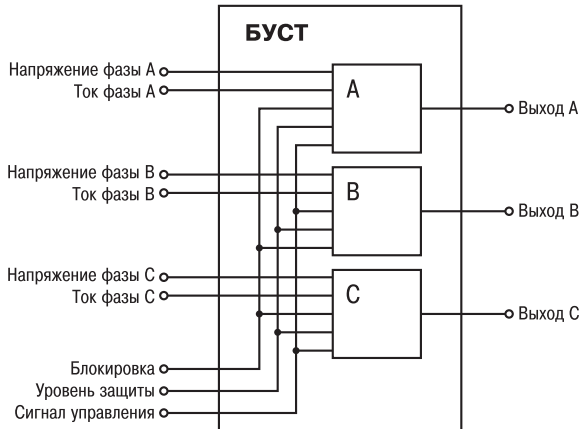 БУСТ
Напряжение фазы А
Ток фазы А
А
Выход А
Напряжение фазы В
Ток фазы В
В
Выход В
Напряжение фазы С
Ток фазы С
С
Выход С
Блокировка
Уровень защиты
Сигнал управления